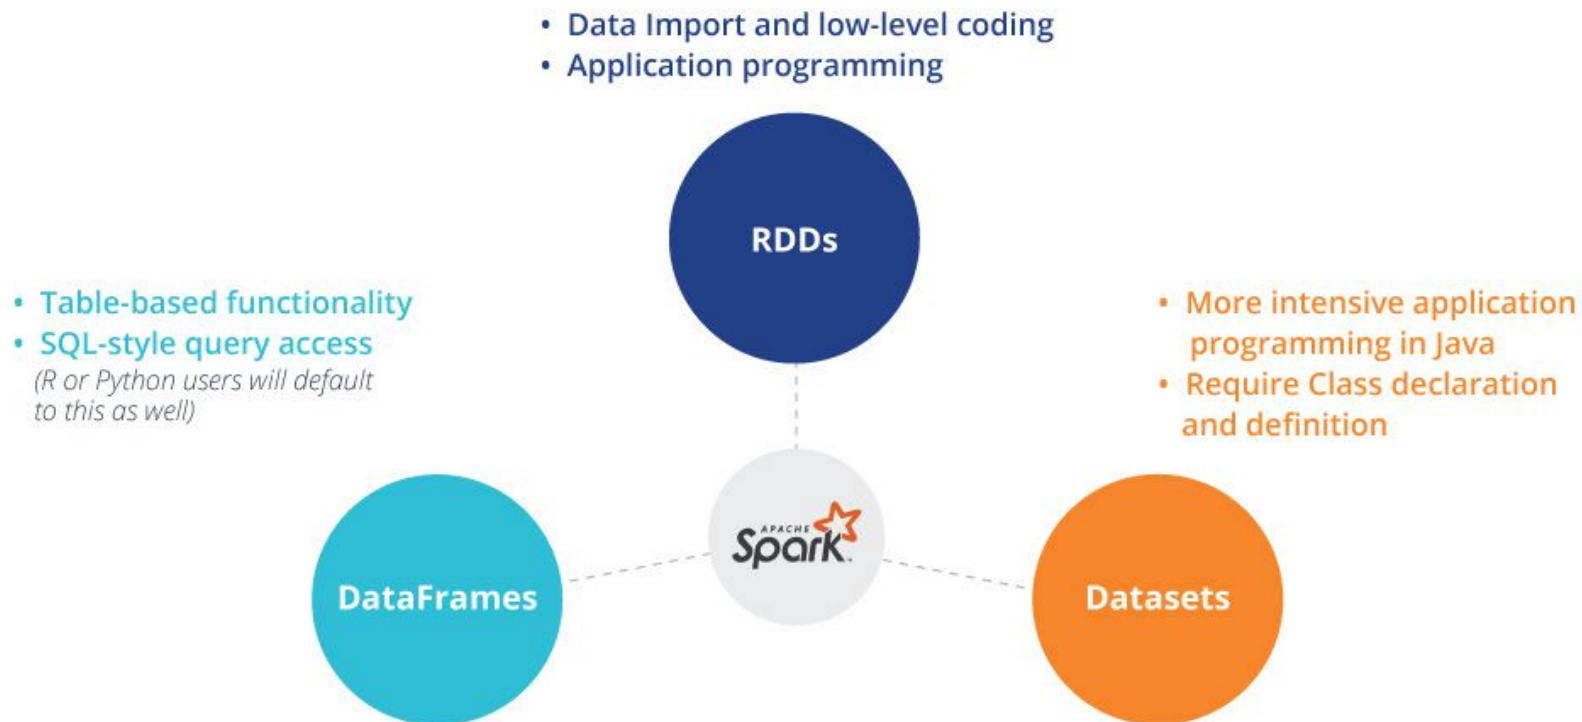 • Data Import and low-level coding
• Application programming
RDDs
• Table-based functionality
• SQL-style query access
(R or Python users will default
to this as well)
• More intensive application
programming in Java
• Require Class declaration
and definition
APACHE
Spark™
DataFrames
Datasets